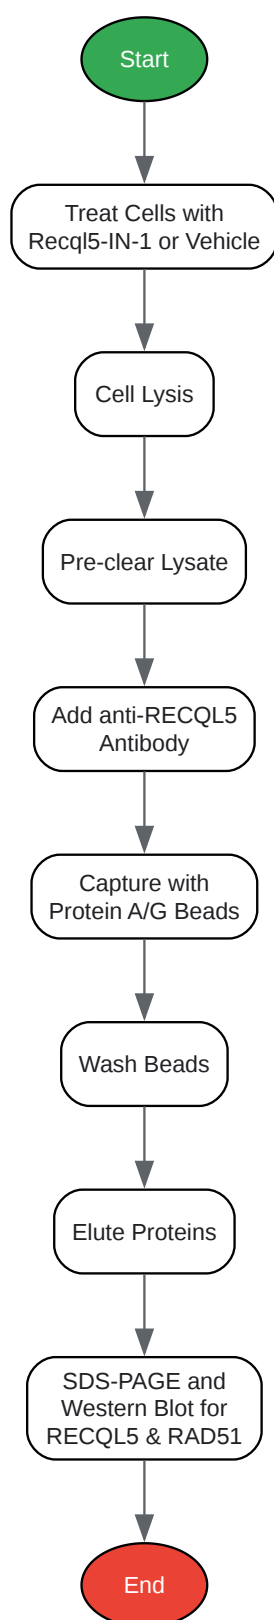 Start
Treat Cells with
Recql5-IN-1 or Vehicle
Cell Lysis
Pre-clear Lysate
Add anti-RECQL5
Antibody
Capture with
Protein A/G Beads
Wash Beads
Elute Proteins
SDS-PAGE and
Western Blot for
RECQL5 & RAD51
End